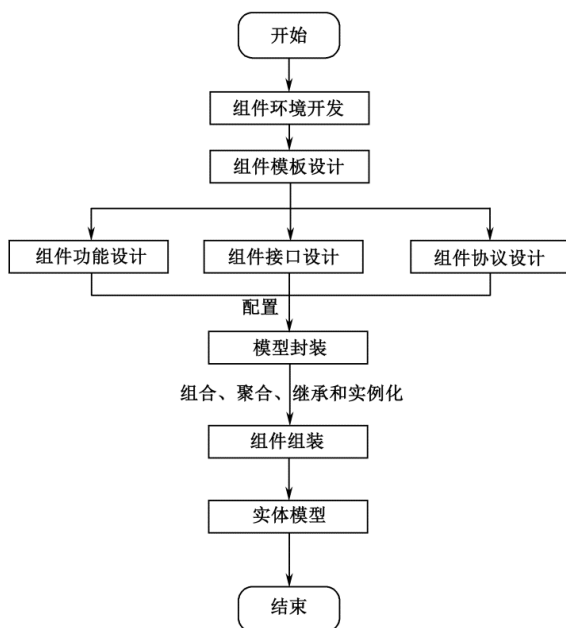 开始
组件环境开发
组件模板设计
组件功能设计
组件接口设计
组件协议设计
配置
模型封装
组合、聚合、继承和实例化
组件组装
实体模型
结束